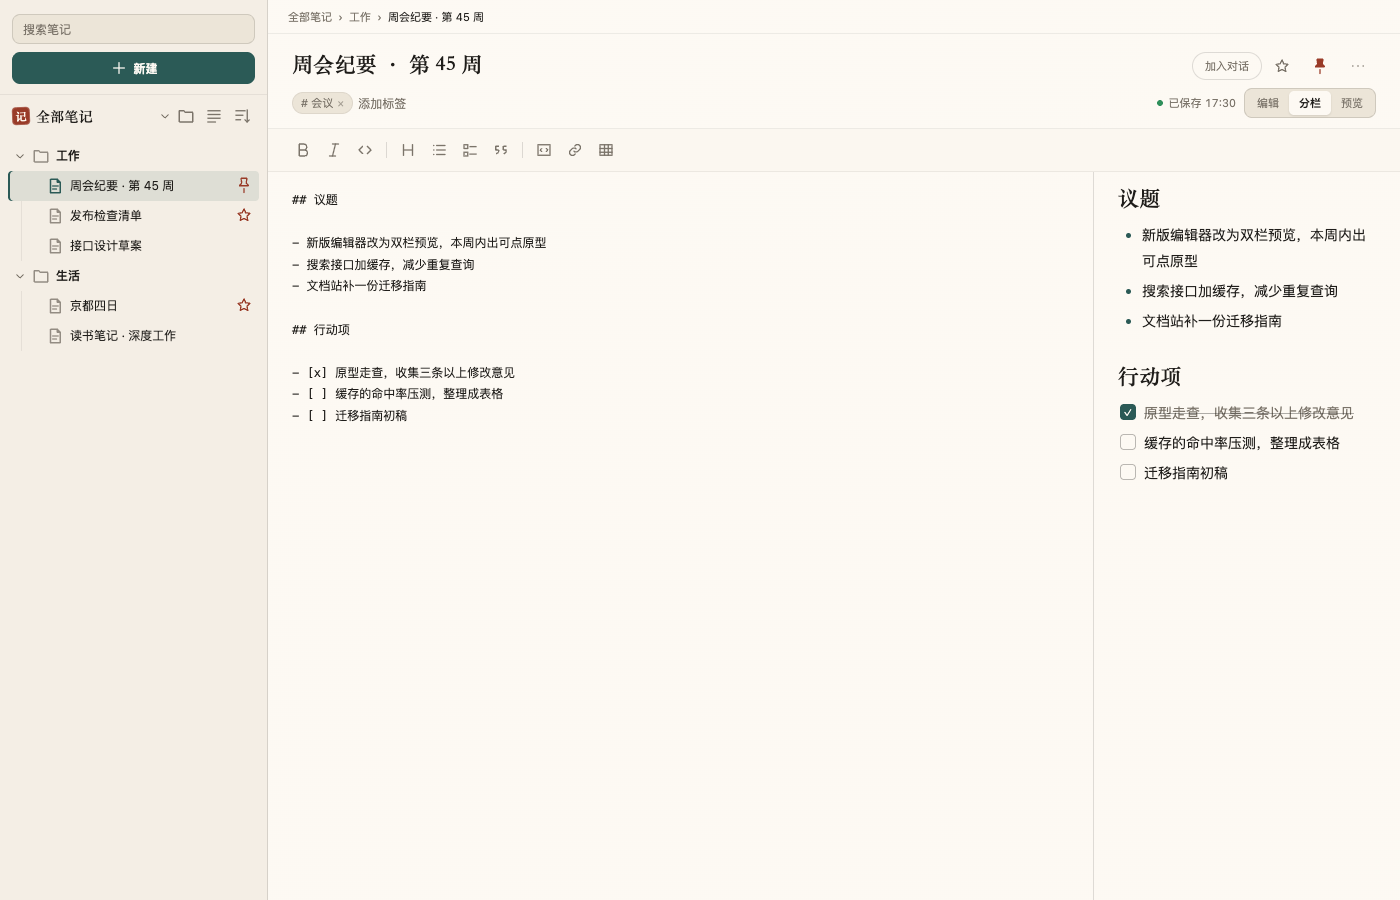 搜索笔记
新建
记 全部笔记
工作
周会纪要 · 第 45 周
发布检查清单
接口设计草案
生活
京都四日
读书笔记 · 深度工作
全部笔记 › 工作 › 周会纪要 · 第 45 周
周会纪要 · 第 45 周
加入对话
# 会议 × 添加标签
已保存 17:30 编辑 分栏 预览
## 议题
- 新版编辑器改为双栏预览，本周内出可点原型
- 搜索接口加缓存，减少重复查询
- 文档站补一份迁移指南
## 行动项
- [x] 原型走查，收集三条以上修改意见
- [ ] 缓存的命中率压测，整理成表格
- [ ] 迁移指南初稿
议题
新版编辑器改为双栏预览，本周内出
可点原型
搜索接口加缓存，减少重复查询
文档站补一份迁移指南
行动项
原型走查，收集三条以上修改意见
缓存的命中率压测，整理成表格
迁移指南初稿